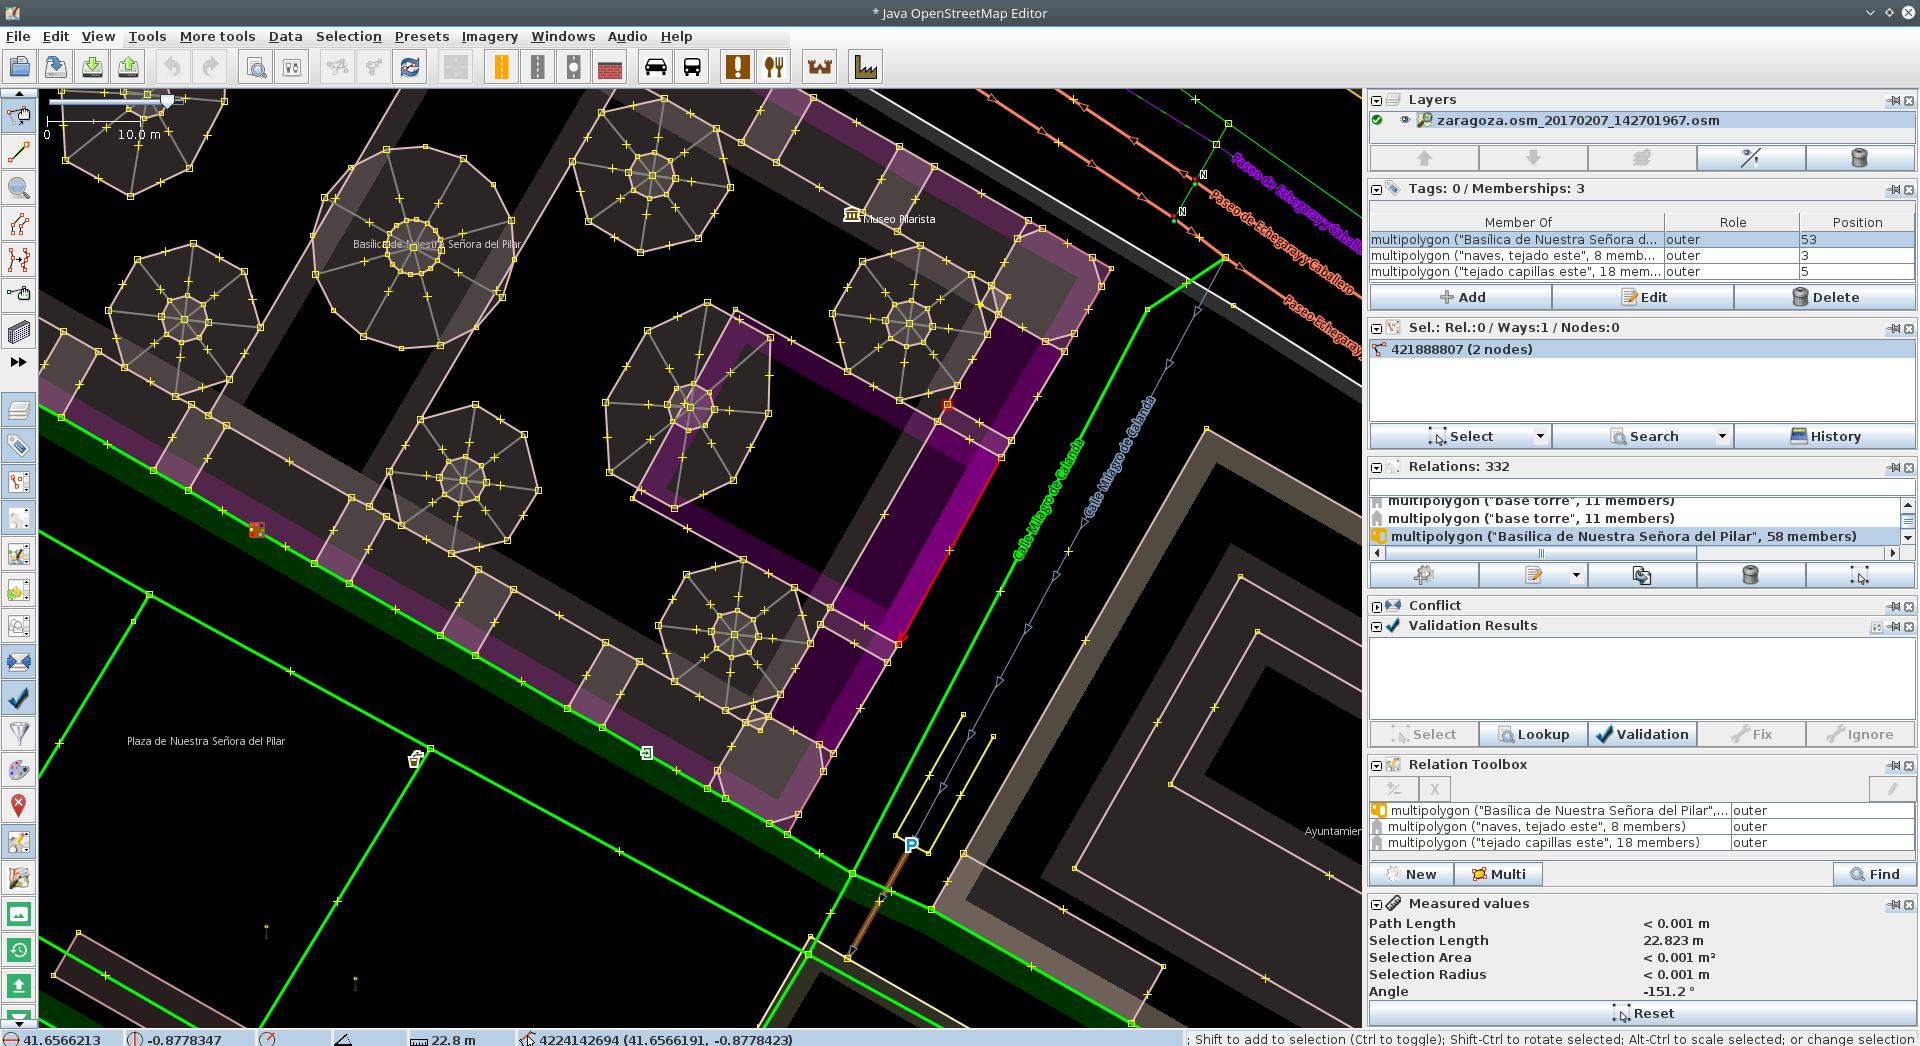 * Java OpenStreetMap Editor
File Edit View Tools More tools Data Selection Presets Imagery Windows Audio Help
0 10.0 m
Basílica de Nuestra Señora del Pilar
Museo Pilarista
Paseo de Echegaray y Caballero
Paseo de Echegaray y Caballero
Paseo Echegaray
Calle Milagro de Calanda
Calle Milagro de Calanda
Plaza de Nuestra Señora del Pilar
P
Ayuntamien
Layers
zaragoza.osm_20170207_142701967.osm
Tags: 0 / Memberships: 3
Member Of Role Position
multipolygon ("Basílica de Nuestra Señora d... outer 53
multipolygon ("naves, tejado este", 8 memb... outer 3
multipolygon ("tejado capillas este", 18 mem... outer 5
Add Edit Delete
Sel.: Rel.:0 / Ways:1 / Nodes:0
421888807 (2 nodes)
Select Search History
Relations: 332
multipolygon ("base torre", 11 members)
multipolygon ("base torre", 11 members)
multipolygon ("Basílica de Nuestra Señora del Pilar", 58 members)
Conflict
Validation Results
Select Lookup Validation Fix Ignore
Relation Toolbox
multipolygon ("Basílica de Nuestra Señora del Pilar",... outer
multipolygon ("naves, tejado este", 8 members) outer
multipolygon ("tejado capillas este", 18 members) outer
New Multi Find
Measured values
Path Length < 0.001 m
Selection Length 22.823 m
Selection Area < 0.001 m²
Selection Radius < 0.001 m
Angle -151.2 °
Reset
41.6566213 -0.8778347 22.8 m 4224142694 (41.6566191, -0.8778423) ; Shift to add to selection (Ctrl to toggle); Shift-Ctrl to rotate selected; Alt-Ctrl to scale selected; or change selection